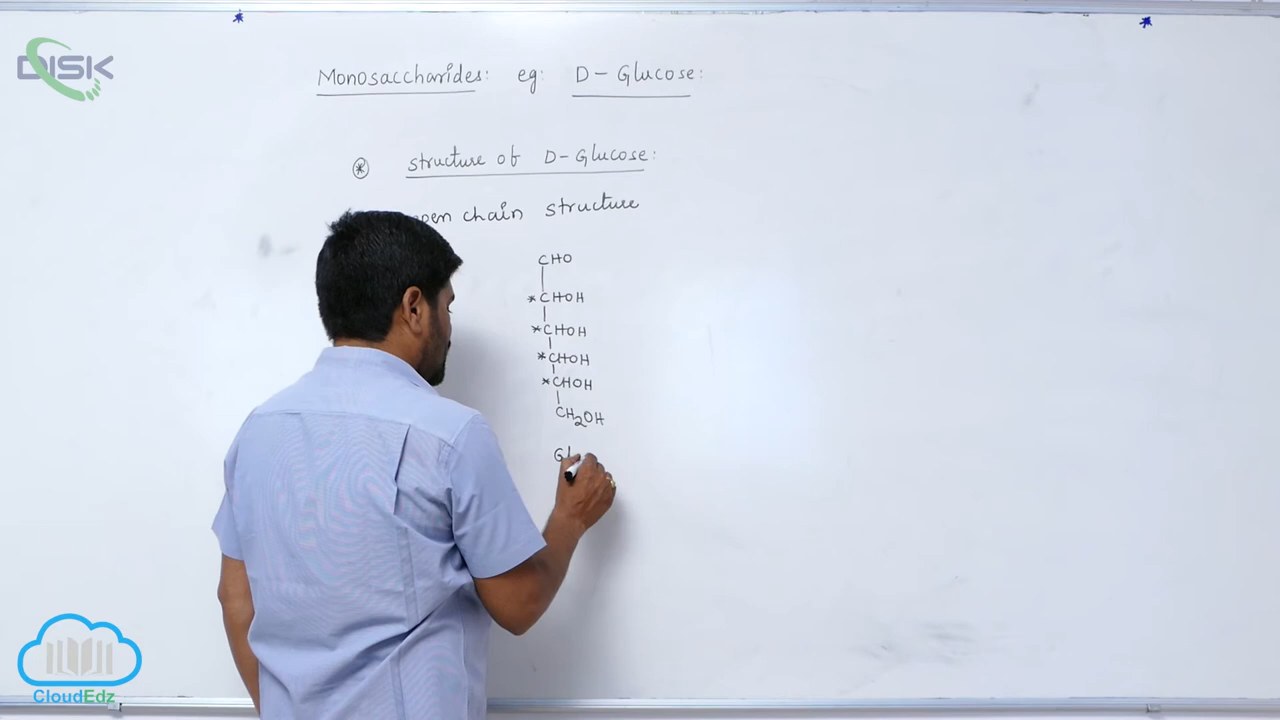 DISK
Monosaccharides: eg: D-Glucose:
* structure of D-Glucose:
open chain structure
CHO
*CHOH
*CHOH
*CHOH
*CHOH
CH2OH
Gl
CloudEdz